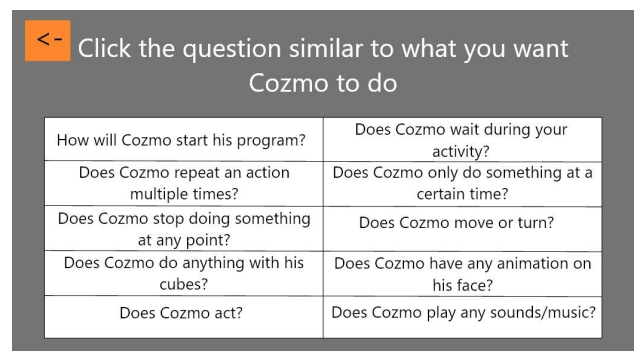 <-
Click the question similar to what you want
Cozmo to do
How will Cozmo start his program?
Does Cozmo wait during your
activity?
Does Cozmo repeat an action
multiple times?
Does Cozmo only do something at a
certain time?
Does Cozmo stop doing something
at any point?
Does Cozmo move or turn?
Does Cozmo do anything with his
cubes?
Does Cozmo have any animation on
his face?
Does Cozmo act?
Does Cozmo play any sounds/music?